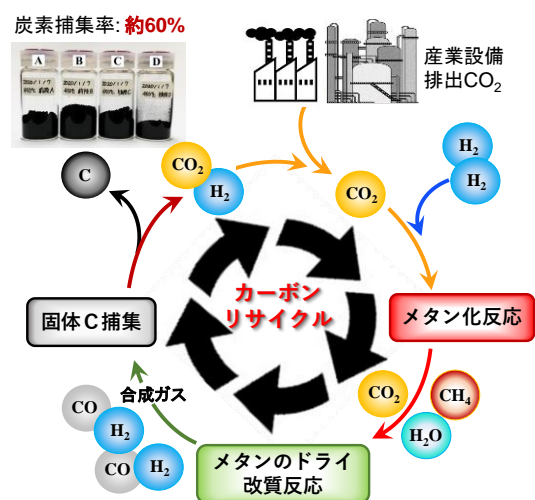 炭素捕集率: 約60%
A
B
C
D
産業設備
排出CO₂
CO₂
H₂
CO₂
H₂
H₂
C
カーボン
リサイクル
固体C捕集
メタン化反応
合成ガス
CO
H₂
CO
H₂
CO₂
CH₄
H₂O
メタンのドライ
改質反応